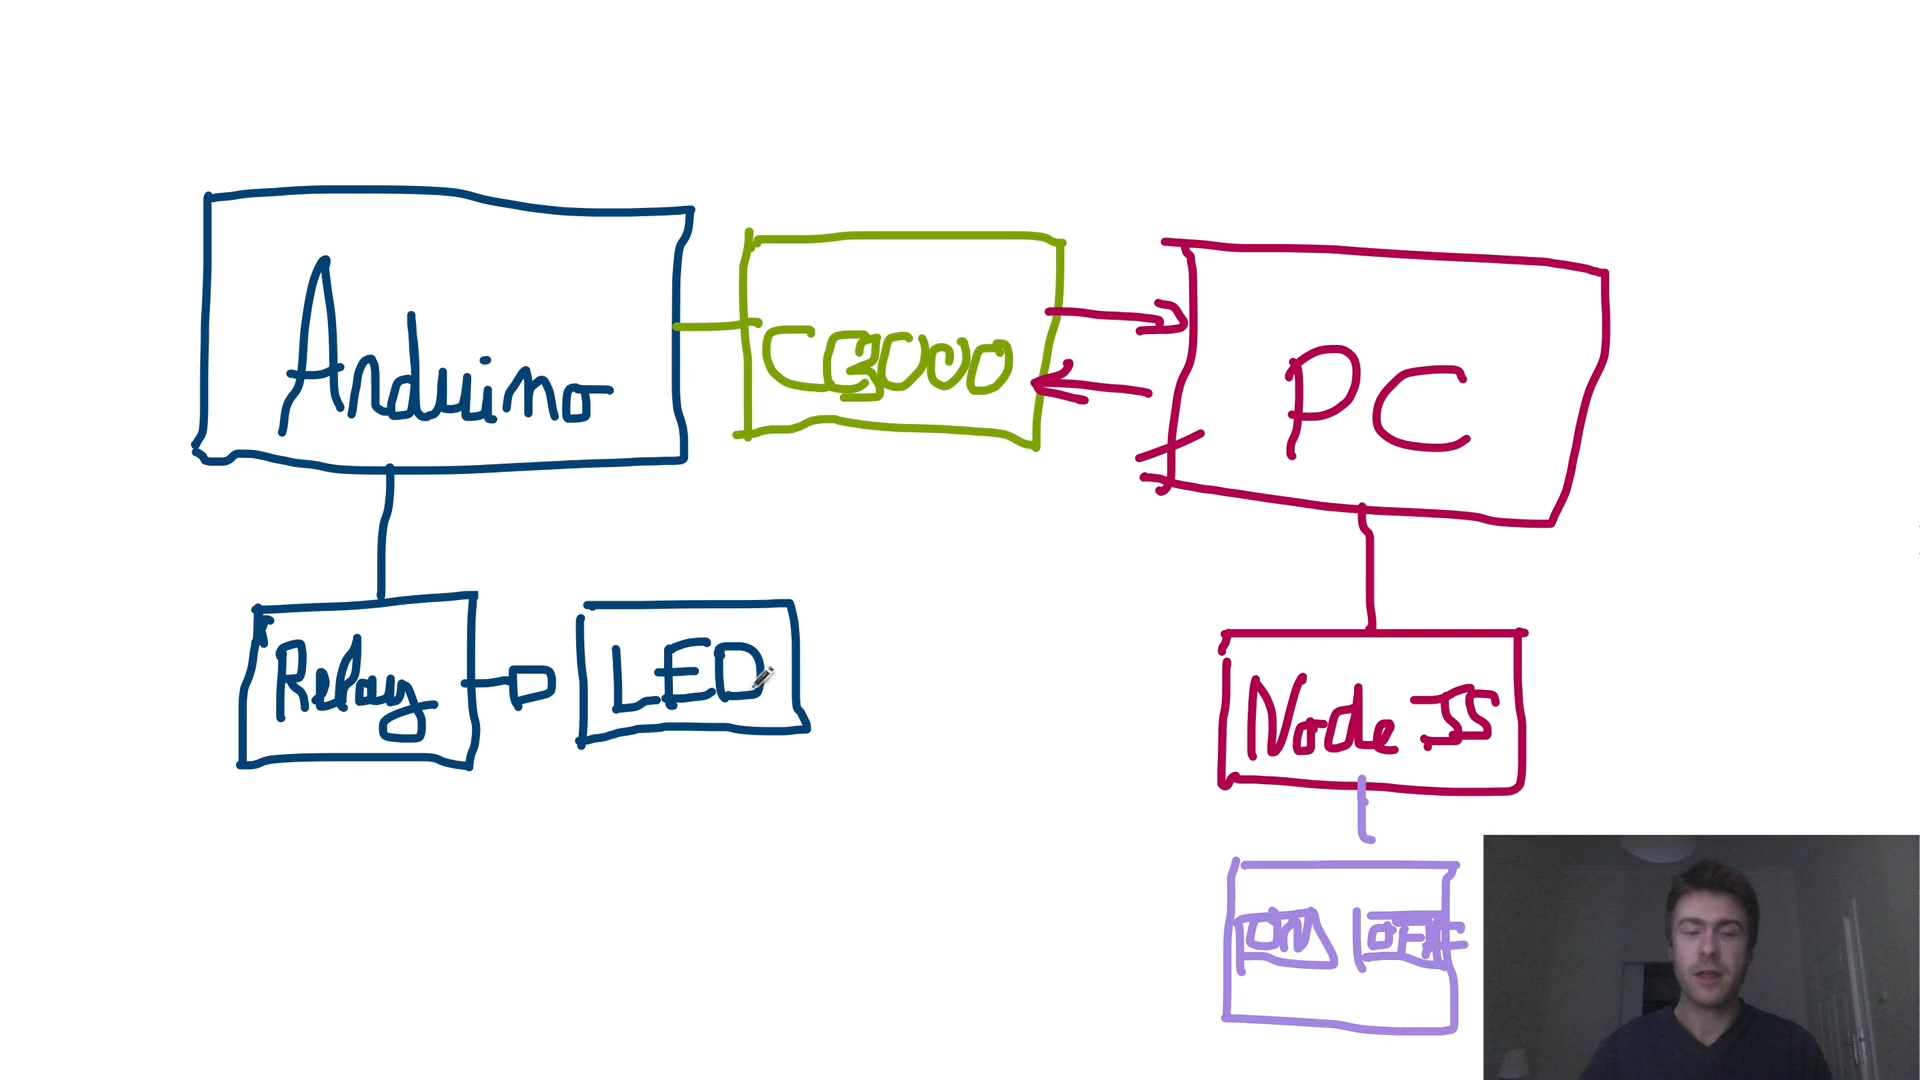 Arduino
CC3000
PC
Relay
LED
Node JS
ON
OFF